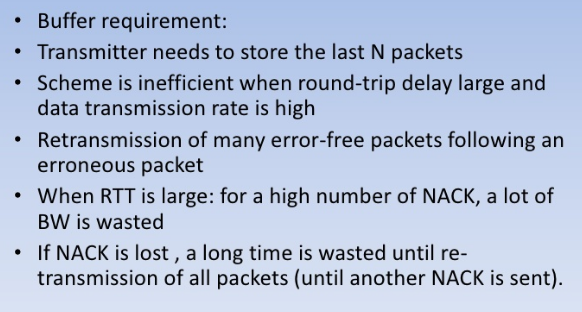 • Buffer requirement:
• Transmitter needs to store the last N packets
• Scheme is inefficient when round-trip delay large and
data transmission rate is high
• Retransmission of many error-free packets following an
erroneous packet
• When RTT is large: for a high number of NACK, a lot of
BW is wasted
• If NACK is lost , a long time is wasted until re-
transmission of all packets (until another NACK is sent).